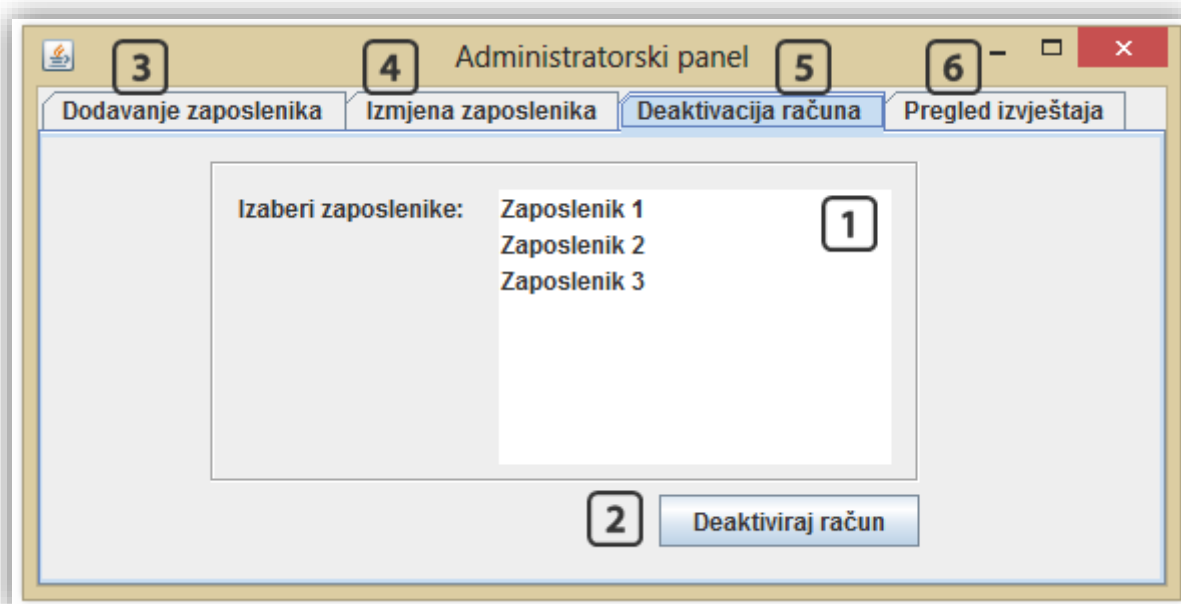 Administratorski panel
3 4 5 6
Dodavanje zaposlenika Izmjena zaposlenika Deaktivacija računa Pregled izvještaja
Izaberi zaposlenike: Zaposlenik 1 1
Zaposlenik 2
Zaposlenik 3
2 Deaktiviraj račun